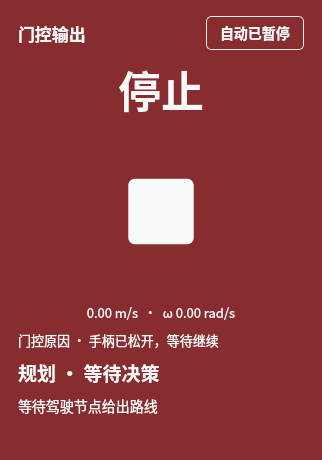 门控输出
自动已暂停
停止
0.00 m/s · ω 0.00 rad/s
门控原因 · 手柄已松开，等待继续
规划 · 等待决策
等待驾驶节点给出路线